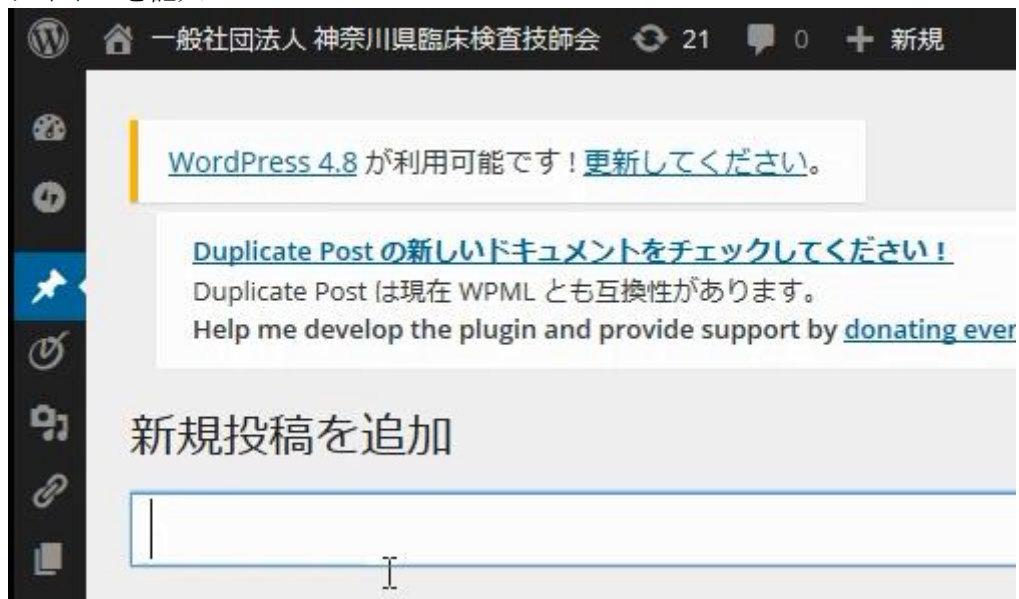 一般社団法人 神奈川県臨床検査技師会 21 0 新規
WordPress 4.8 が利用可能です ! 更新してください。
Duplicate Post の新しいドキュメントをチェックしてください !
Duplicate Post は現在 WPML とも互換性があります。
Help me develop the plugin and provide support by donating ever
新規投稿を追加